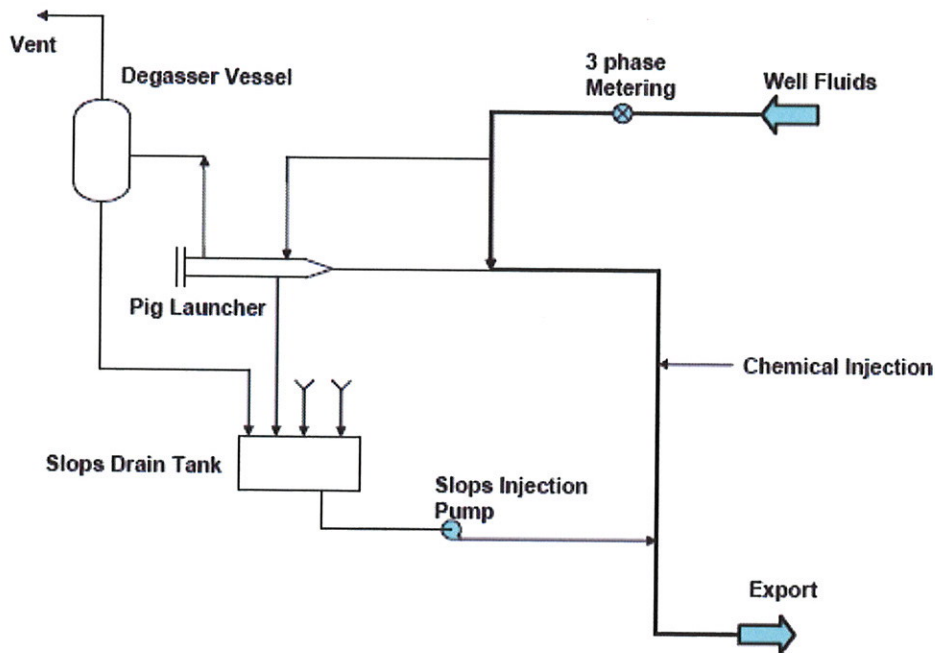 Vent
Degasser Vessel
3 phase
Metering
Well Fluids
Pig Launcher
Chemical Injection
Slops Drain Tank
Slops Injection
Pump
Export